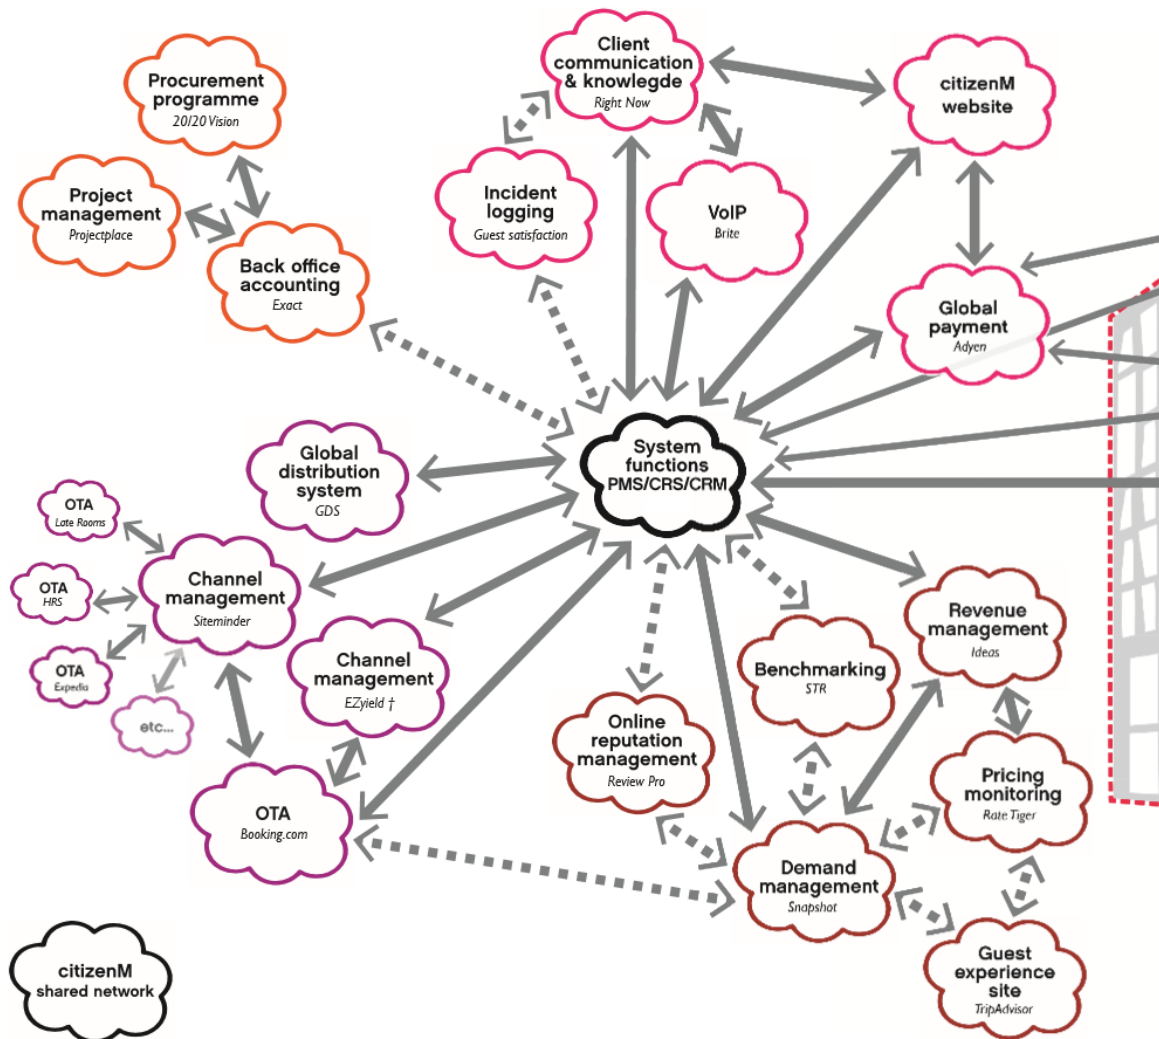 Client
communication
& knowlegde
Right Now
Procurement
programme
20/20 Vision
citizenM
website
Project
management
Projectplace
Incident
logging
Guest satisfaction
VoIP
Brite
Back office
accounting
Exact
Global
payment
Adyen
Global
distribution
system
GDS
System
functions
PMS/CRS/CRM
OTA
Late Rooms
OTA
HRS
OTA
Expedia
etc...
Channel
management
Siteminder
Channel
management
EZyield †
OTA
Booking.com
Revenue
management
Ideas
Benchmarking
STR
Online
reputation
management
Review Pro
Pricing
monitoring
Rate Tiger
Demand
management
Snapshot
Guest
experience
site
TripAdvisor
citizenM
shared network